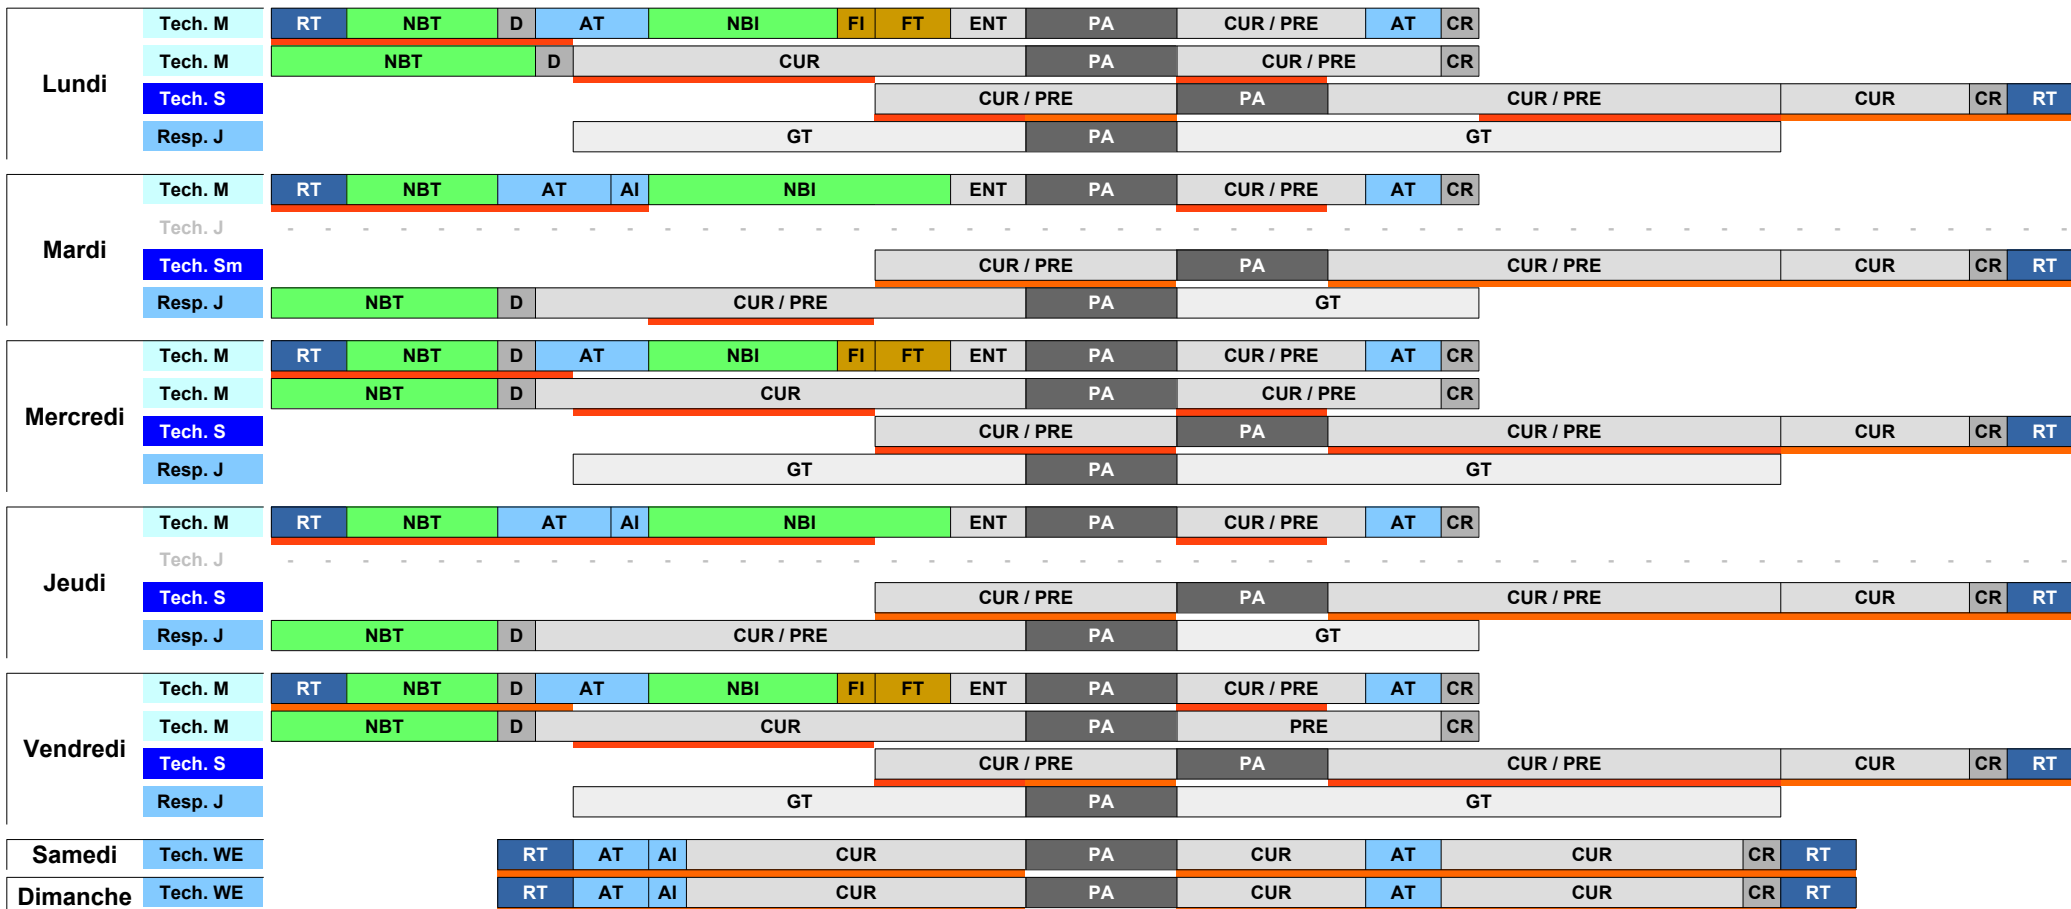 Tech. M RT NBT D AT NBI FI FT ENT PA CUR / PRE AT CR
Tech. M NBT D CUR PA CUR / PRE CR
Lundi
Tech. S CUR / PRE PA CUR / PRE CUR CR RT
Resp. J GT PA GT
Tech. M RT NBT AT AI NBI ENT PA CUR / PRE AT CR
Tech. J - - - - - - - - - - - - - - - - - - - - - - - - - - - - - - - - - - - - - - - - - - - - - - - -
Mardi
Tech. Sm CUR / PRE PA CUR / PRE CUR CR RT
Resp. J NBT D CUR / PRE PA GT
Tech. M RT NBT D AT NBI FI FT ENT PA CUR / PRE AT CR
Tech. M NBT D CUR PA CUR / PRE CR
Mercredi
Tech. S CUR / PRE PA CUR / PRE CUR CR RT
Resp. J GT PA GT
Tech. M RT NBT AT AI NBI ENT PA CUR / PRE AT CR
Tech. J - - - - - - - - - - - - - - - - - - - - - - - - - - - - - - - - - - - - - - - - - - - - - - - -
Jeudi
Tech. S CUR / PRE PA CUR / PRE CUR CR RT
Resp. J NBT D CUR / PRE PA GT
Tech. M RT NBT D AT NBI FI FT ENT PA CUR / PRE AT CR
Tech. M NBT D CUR PA PRE CR
Vendredi
Tech. S CUR / PRE PA CUR / PRE CUR CR RT
Resp. J GT PA GT
Samedi Tech. WE RT AT AI CUR PA CUR AT CUR CR RT
Dimanche Tech. WE RT AT AI CUR PA CUR AT CUR CR RT